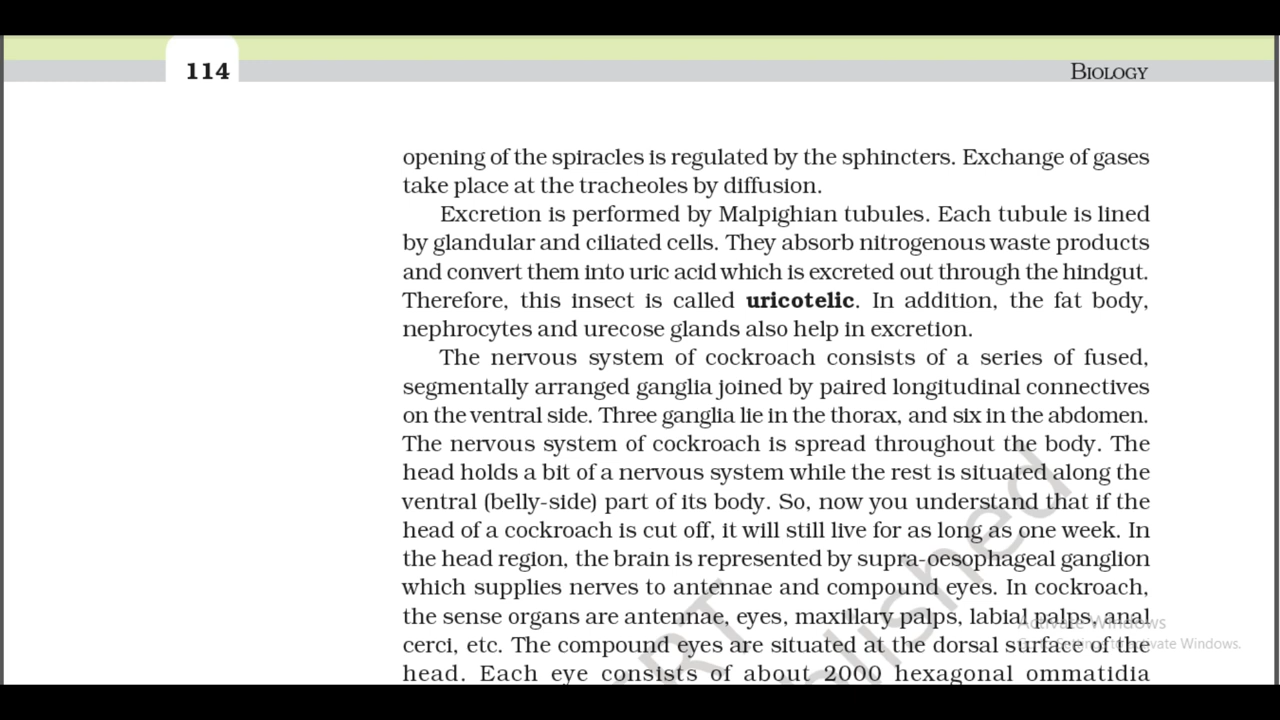 114
BIOLOGY
opening of the spiracles is regulated by the sphincters. Exchange of gases
take place at the tracheoles by diffusion.
Excretion is performed by Malpighian tubules. Each tubule is lined
by glandular and ciliated cells. They absorb nitrogenous waste products
and convert them into uric acid which is excreted out through the hindgut.
Therefore, this insect is called uricotelic. In addition, the fat body,
nephrocytes and urecose glands also help in excretion.
The nervous system of cockroach consists of a series of fused,
segmentally arranged ganglia joined by paired longitudinal connectives
on the ventral side. Three ganglia lie in the thorax, and six in the abdomen.
The nervous system of cockroach is spread throughout the body. The
head holds a bit of a nervous system while the rest is situated along the
ventral (belly-side) part of its body. So, now you understand that if the
head of a cockroach is cut off, it will still live for as long as one week. In
the head region, the brain is represented by supra-oesophageal ganglion
which supplies nerves to antennae and compound eyes. In cockroach,
the sense organs are antennae, eyes, maxillary palps, labial palps, anal
cerci, etc. The compound eyes are situated at the dorsal surface of the
head. Each eye consists of about 2000 hexagonal ommatidia
Activate Windows
Go to Settings to activate Windows.